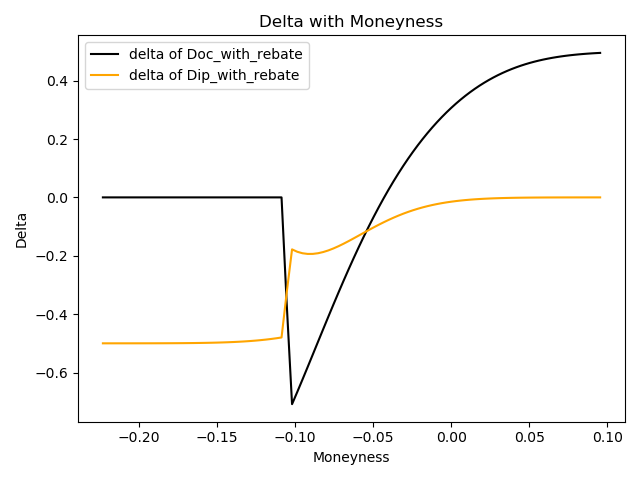 Delta with Moneyness
delta of Doc_with_rebate
delta of Dip_with_rebate
0.4
0.2
0.0
−0.2
−0.4
−0.6
Delta
−0.20
−0.15
−0.10
−0.05
0.00
0.05
0.10
Moneyness